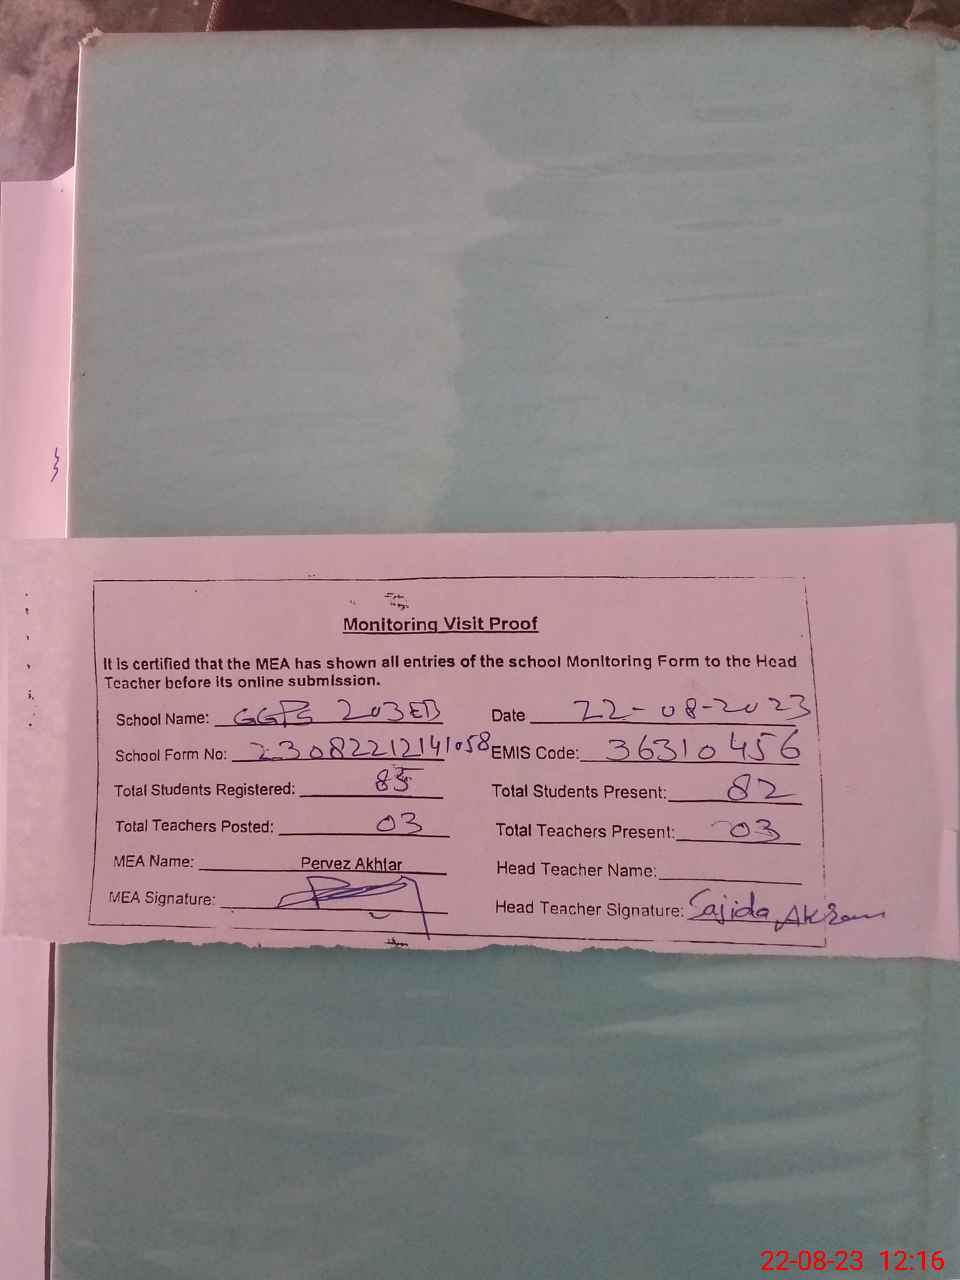 Monitoring Visit Proof
It is certified that the MEA has shown all entries of the school Monitoring Form to the Head
Teacher before its online submission.
School Name: GGPS 203EB Date 22-08-2023
School Form No: 23082212141058 EMIS Code: 36310456
Total Students Registered: 85 Total Students Present: 82
Total Teachers Posted: 03 Total Teachers Present: 03
MEA Name: Pervez Akhtar Head Teacher Name:
MEA Signature: Head Teacher Signature: Sajida Akram
22-08-23 12:16